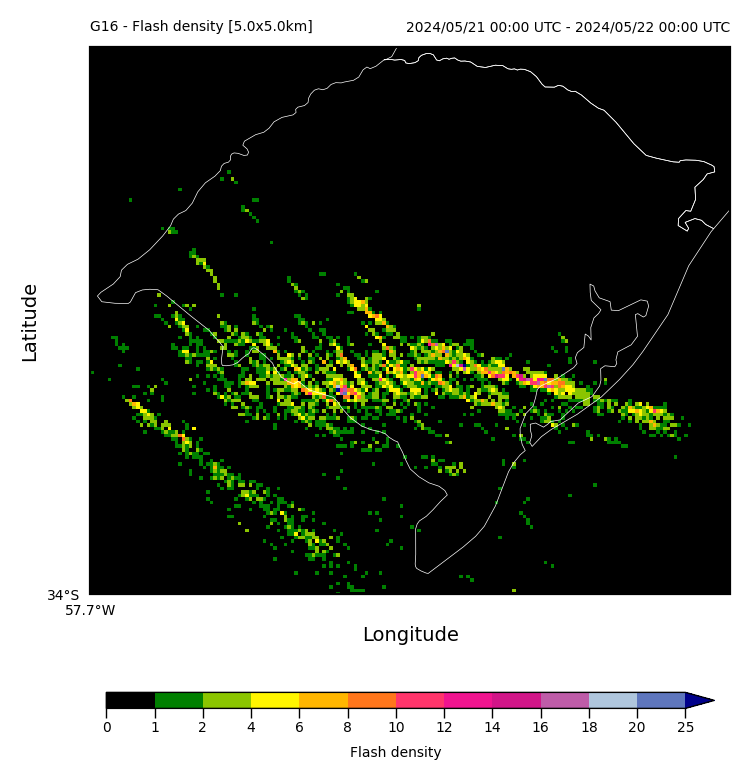 G16 - Flash density [5.0x5.0km] 2024/05/21 00:00 UTC - 2024/05/22 00:00 UTC
Latitude
34°S
57.7°W
Longitude
0 1 2 4 6 8 10 12 14 16 18 20 25
Flash density